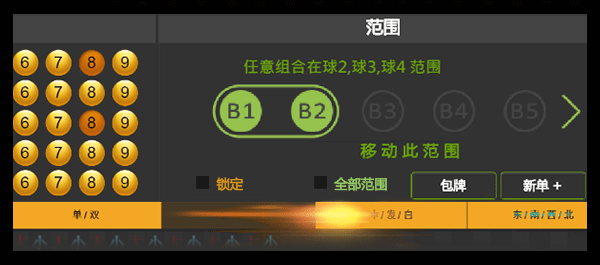 范围
6 7 8 9
任意组合在球2,球3,球4 范围
6 7 8 9
B1 B2 B3 B4 B5
6 7 8 9
移动此范围
6 7 8 9
6 7 8 9
锁定 全部范围 包牌 新单 +
单 / 双 / 发 / 白 东 / 南 / 西 / 北